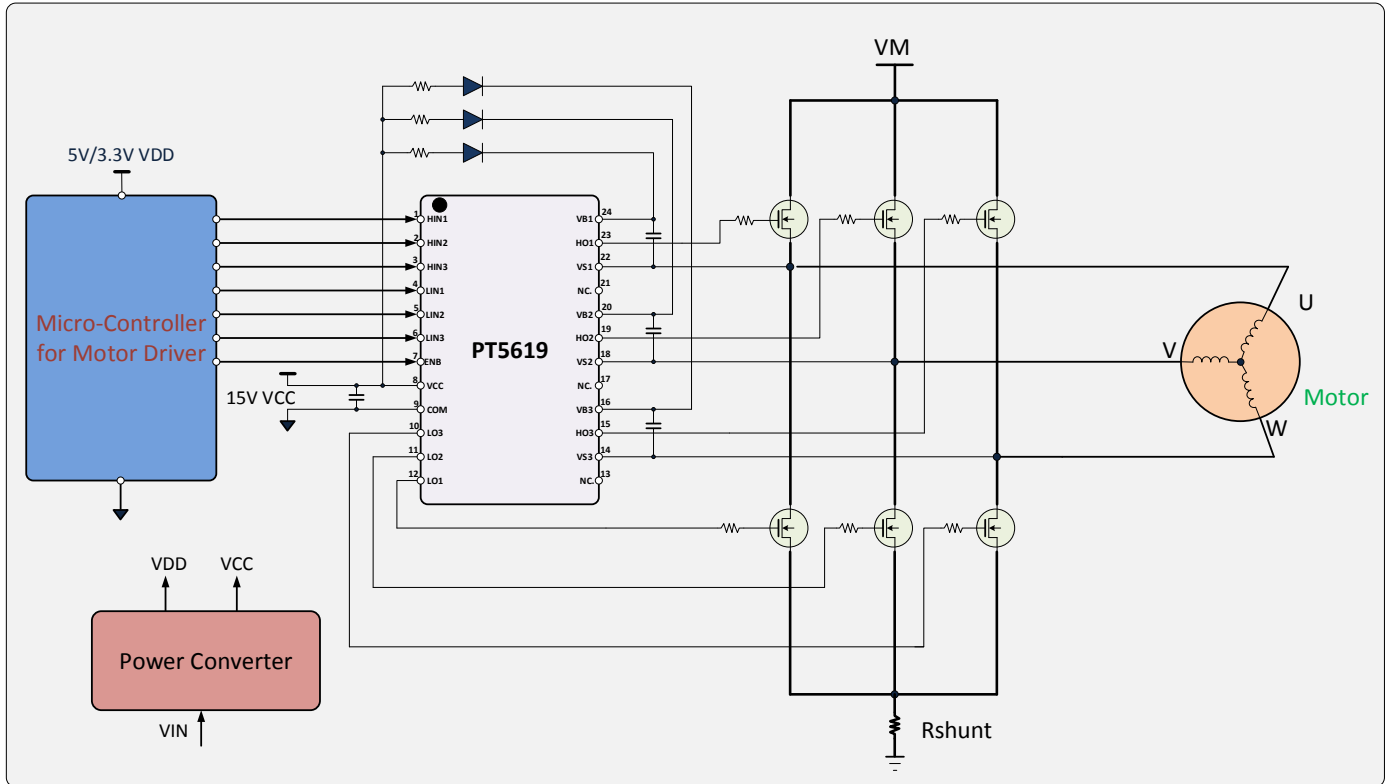 VM
5V/3.3V VDD
Micro-Controller
for Motor Driver
1 HIN1
2 HIN2
3 HIN3
4 LIN1
5 LIN2
6 LIN3
7 ENB
8 VCC
9 COM
10 LO3
11 LO2
12 LO1
15V VCC
PT5619
VB1 24
HO1 23
VS1 22
NC. 21
VB2 20
HO2 19
VS2 18
NC. 17
VB3 16
HO3 15
VS3 14
NC. 13
U
V
W
Motor
VDD
VCC
Power Converter
VIN
Rshunt